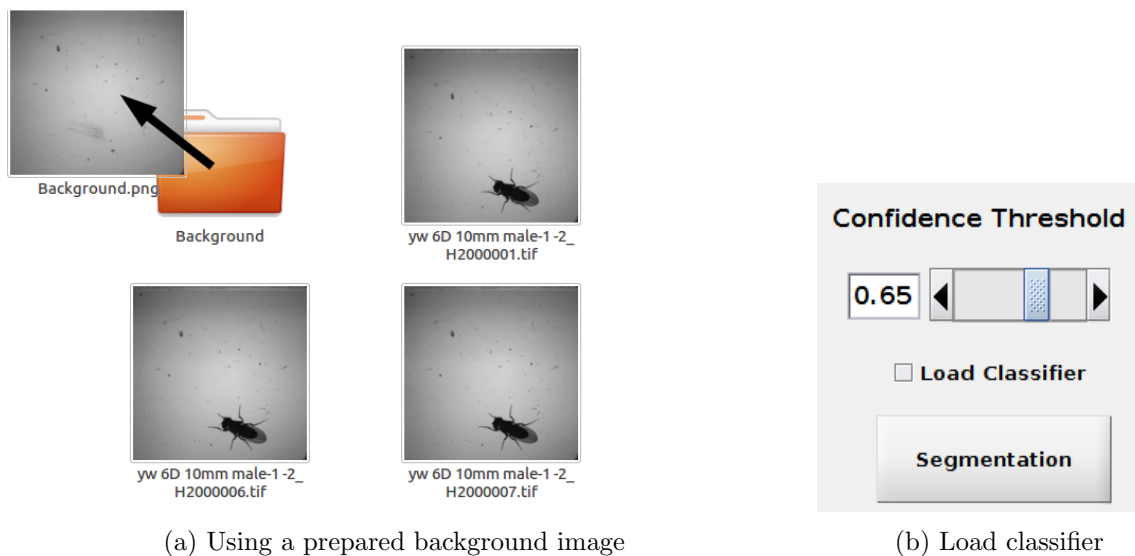 Background.png
Background
yw 6D 10mm male-1 -2_
H2000001.tif
yw 6D 10mm male-1 -2_
H2000006.tif
yw 6D 10mm male-1 -2_
H2000007.tif
(a) Using a prepared background image
Confidence Threshold
0.65
Load Classifier
Segmentation
(b) Load classifier